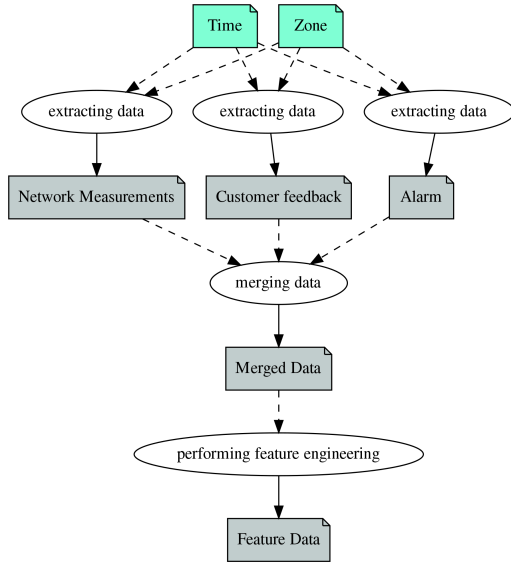 Time
Zone
extracting data
extracting data
extracting data
Network Measurements
Customer feedback
Alarm
merging data
Merged Data
performing feature engineering
Feature Data